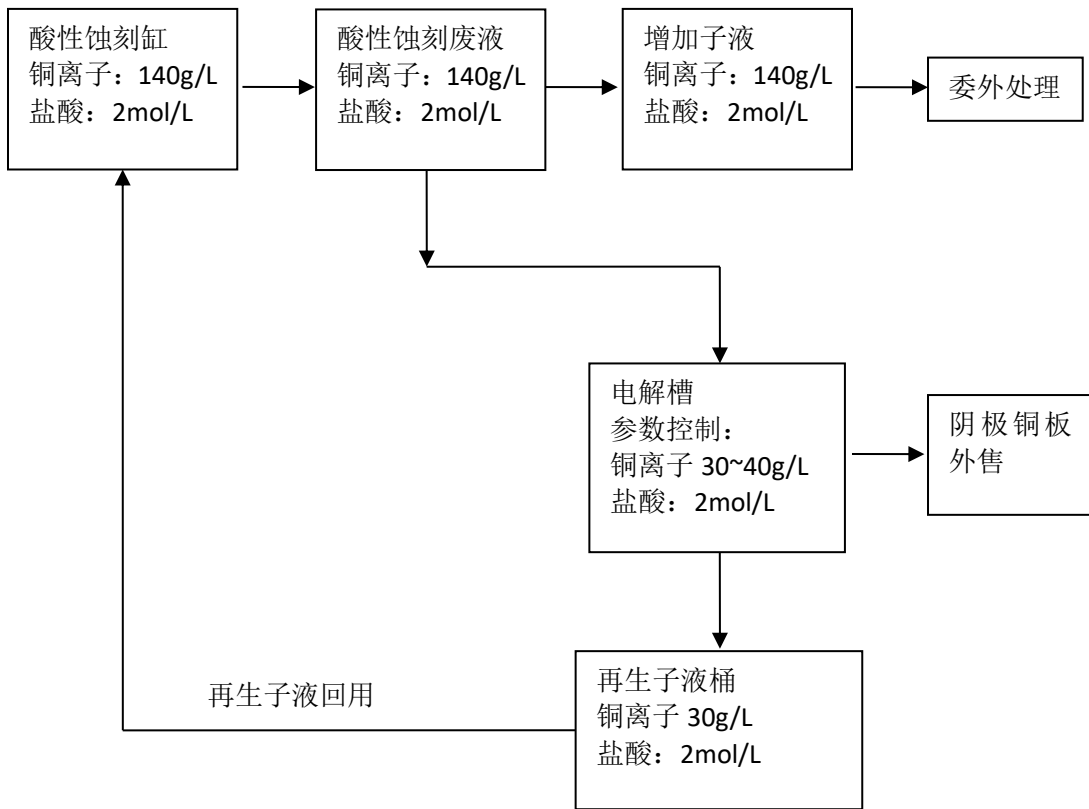 酸性蚀刻缸
铜离子：140g/L
盐酸：2mol/L
酸性蚀刻废液
铜离子：140g/L
盐酸：2mol/L
增加子液
铜离子：140g/L
盐酸：2mol/L
委外处理
电解槽
参数控制：
铜离子 30~40g/L
盐酸：2mol/L
阴极铜板
外售
再生子液回用
再生子液桶
铜离子 30g/L
盐酸：2mol/L